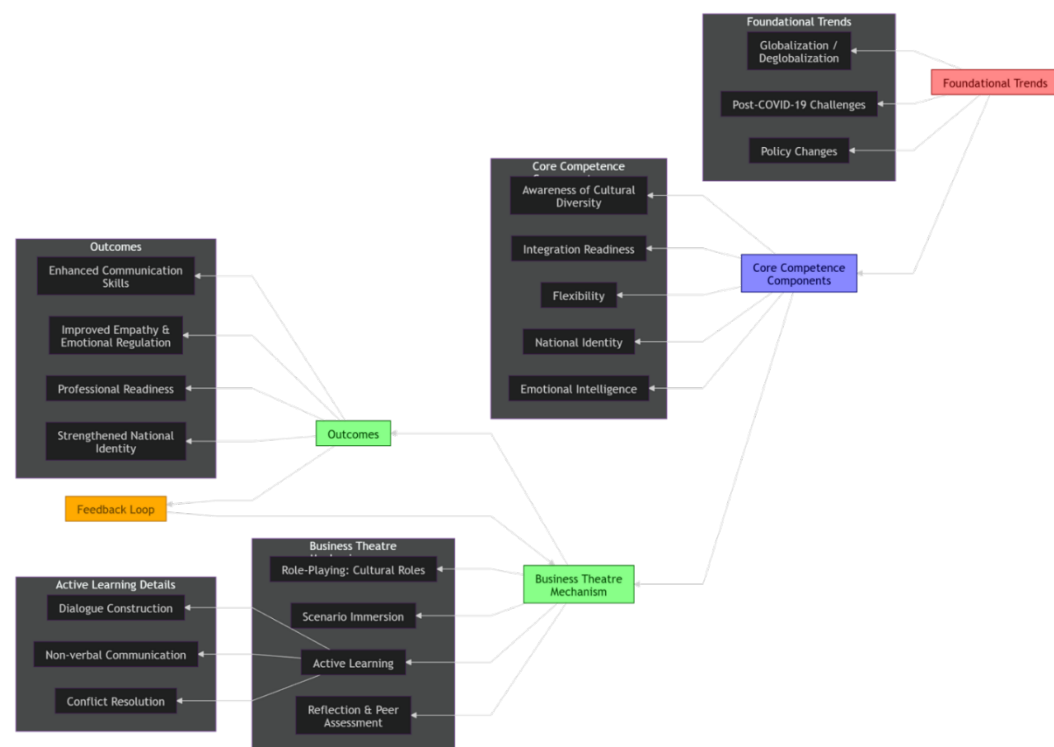 Foundational Trends
Globalization /
Deglobalization
Post-COVID-19 Challenges
Policy Changes
Foundational Trends
Core Competence
Awareness of Cultural
Diversity
Integration Readiness
Flexibility
National Identity
Emotional Intelligence
Core Competence
Components
Outcomes
Enhanced Communication
Skills
Improved Empathy &
Emotional Regulation
Professional Readiness
Strengthened National
Identity
Outcomes
Feedback Loop
Business Theatre
Role-Playing: Cultural Roles
Scenario Immersion
Active Learning
Reflection & Peer
Assessment
Business Theatre
Mechanism
Active Learning Details
Dialogue Construction
Non-verbal Communication
Conflict Resolution